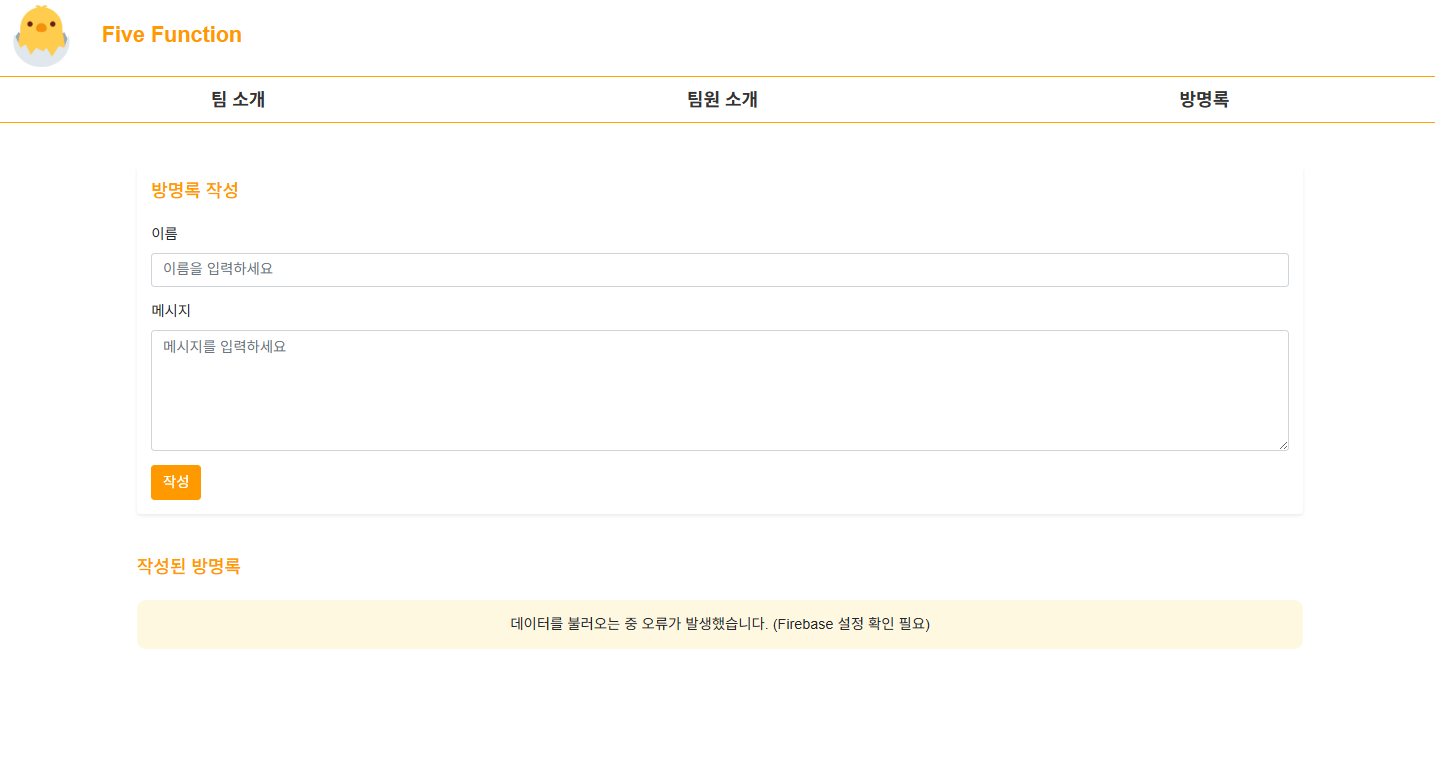 Five Function
팀 소개
팀원 소개
방명록
방명록 작성
이름
이름을 입력하세요
메시지
메시지를 입력하세요
작성
작성된 방명록
데이터를 불러오는 중 오류가 발생했습니다. (Firebase 설정 확인 필요)